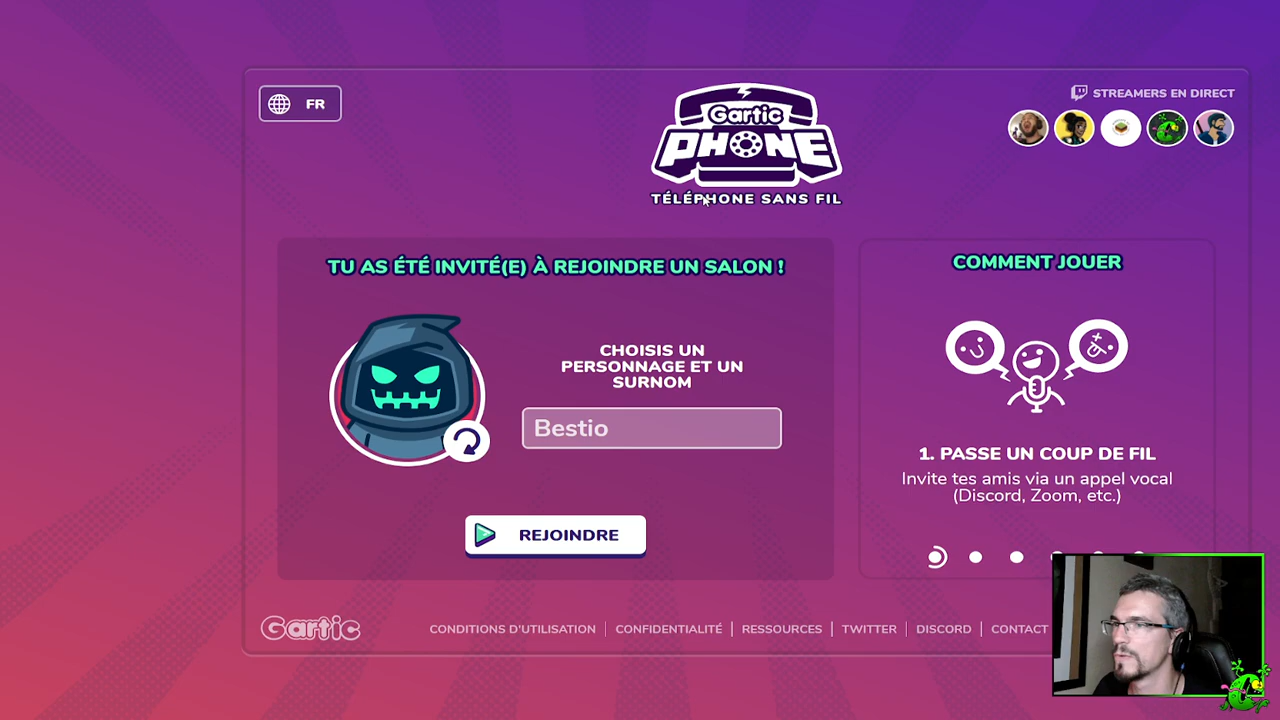 FR
Gartic
PHONE
TÉLÉPHONE SANS FIL
STREAMERS EN DIRECT
TU AS ÉTÉ INVITÉ(E) À REJOINDRE UN SALON !
CHOISIS UN
PERSONNAGE ET UN
SURNOM
Bestio
REJOINDRE
COMMENT JOUER
1. PASSE UN COUP DE FIL
Invite tes amis via un appel vocal
(Discord, Zoom, etc.)
Gartic
CONDITIONS D'UTILISATION
CONFIDENTIALITÉ
RESSOURCES
TWITTER
DISCORD
CONTACT